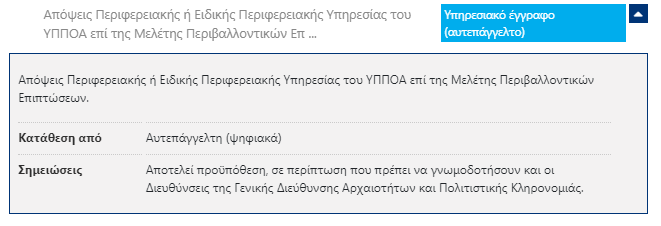 Απόψεις Περιφερειακής ή Ειδικής Περιφερειακής Υπηρεσίας του
ΥΠΠΟΑ επί της Μελέτης Περιβαλλοντικών Επ ...
Υπηρεσιακό έγγραφο
(αυτεπάγγελτο)
Απόψεις Περιφερειακής ή Ειδικής Περιφερειακής Υπηρεσίας του ΥΠΠΟΑ επί της Μελέτης Περιβαλλοντικών
Επιπτώσεων.
Κατάθεση από Αυτεπάγγελτη (ψηφιακά)
Σημειώσεις Αποτελεί προϋπόθεση, σε περίπτωση που πρέπει να γνωμοδοτήσουν και οι
Διευθύνσεις της Γενικής Διεύθυνσης Αρχαιοτήτων και Πολιτιστικής Κληρονομιάς.